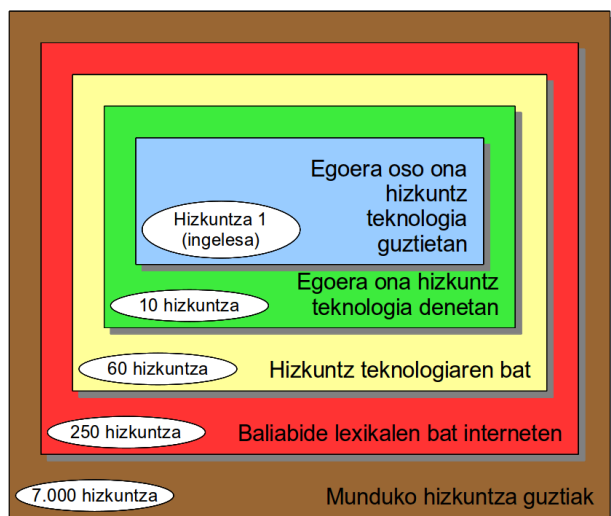 Egoera oso ona
hizkuntz
teknologia
guztietan
Hizkuntza 1
(ingelesa)
Egoera ona hizkuntz
teknologia denetan
10 hizkuntza
60 hizkuntza
Hizkuntz teknologiaren bat
250 hizkuntza
Baliabide lexikalen bat interneten
7.000 hizkuntza
Munduko hizkuntza guztiak